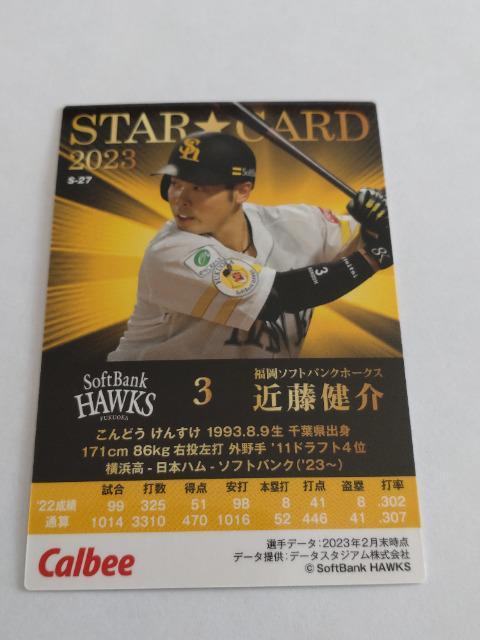 STAR★CARD
2023
S-27
SoftBank
HAWKS
FUKUOKA
3
福岡ソフトバンクホークス
近藤健介
こんどう けんすけ 1993.8.9生 千葉県出身
171cm 86kg 右投左打 外野手 '11ドラフト4位
横浜高 - 日本ハム - ソフトバンク('23〜)
試合 打数 得点 安打 本塁打 打点 盗塁 打率
'22成績 99 325 51 98 8 41 8 .302
通算 1014 3310 470 1016 52 446 41 .307
Calbee
選手データ:2023年2月末時点
データ提供:データスタジアム株式会社
© SoftBank HAWKS